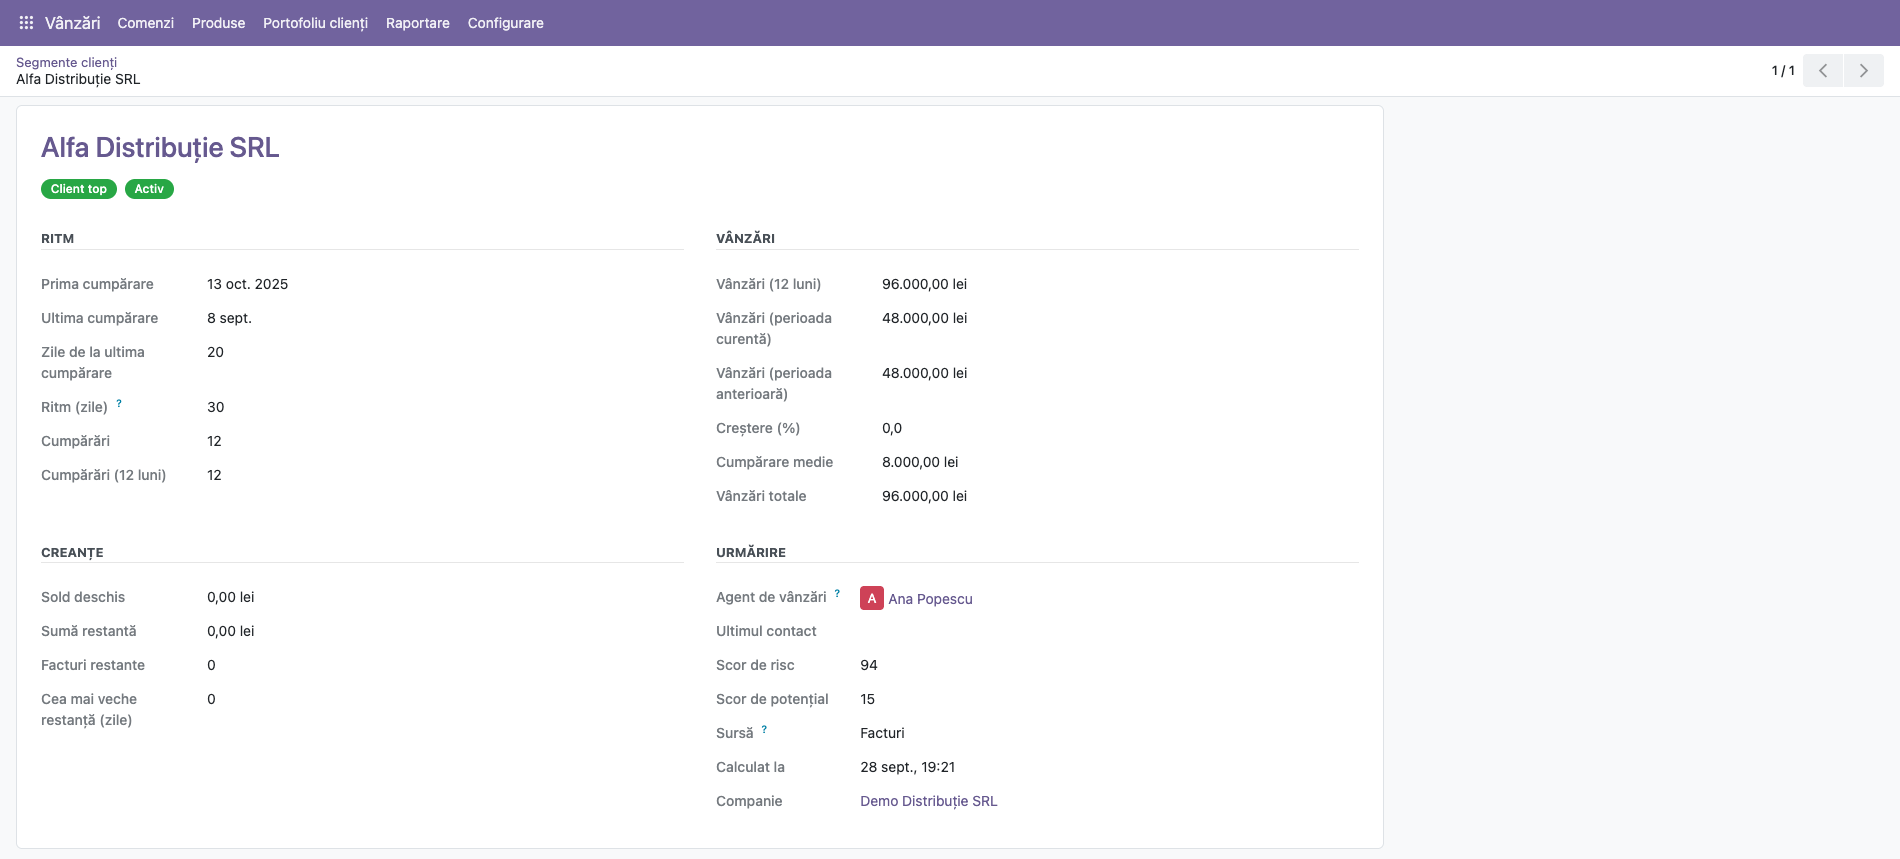 Vânzări Comenzi Produse Portofoliu clienți Raportare Configurare
Segmente clienți
Alfa Distribuție SRL
1 / 1
Alfa Distribuție SRL
Client top Activ
RITM
Prima cumpărare 13 oct. 2025
Ultima cumpărare 8 sept.
Zile de la ultima
cumpărare 20
Ritm (zile) ? 30
Cumpărări 12
Cumpărări (12 luni) 12
VÂNZĂRI
Vânzări (12 luni) 96.000,00 lei
Vânzări (perioada
curentă) 48.000,00 lei
Vânzări (perioada
anterioară) 48.000,00 lei
Creștere (%) 0,0
Cumpărare medie 8.000,00 lei
Vânzări totale 96.000,00 lei
CREANȚE
Sold deschis 0,00 lei
Sumă restantă 0,00 lei
Facturi restante 0
Cea mai veche
restanță (zile) 0
URMĂRIRE
Agent de vânzări ? A Ana Popescu
Ultimul contact
Scor de risc 94
Scor de potențial 15
Sursă ? Facturi
Calculat la 28 sept., 19:21
Companie Demo Distribuție SRL